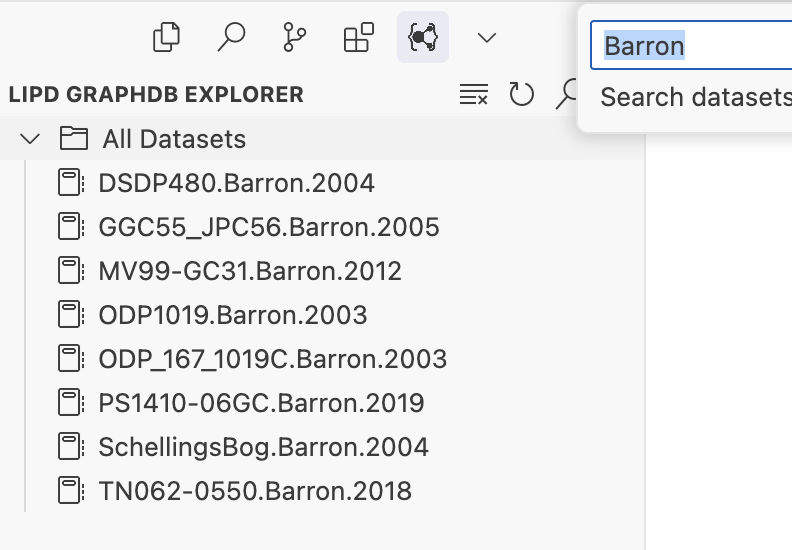 Barron
LIPD GRAPHDB EXPLORER
Search datasets
All Datasets
DSDP480.Barron.2004
GGC55_JPC56.Barron.2005
MV99-GC31.Barron.2012
ODP1019.Barron.2003
ODP_167_1019C.Barron.2003
PS1410-06GC.Barron.2019
SchellingsBog.Barron.2004
TN062-0550.Barron.2018